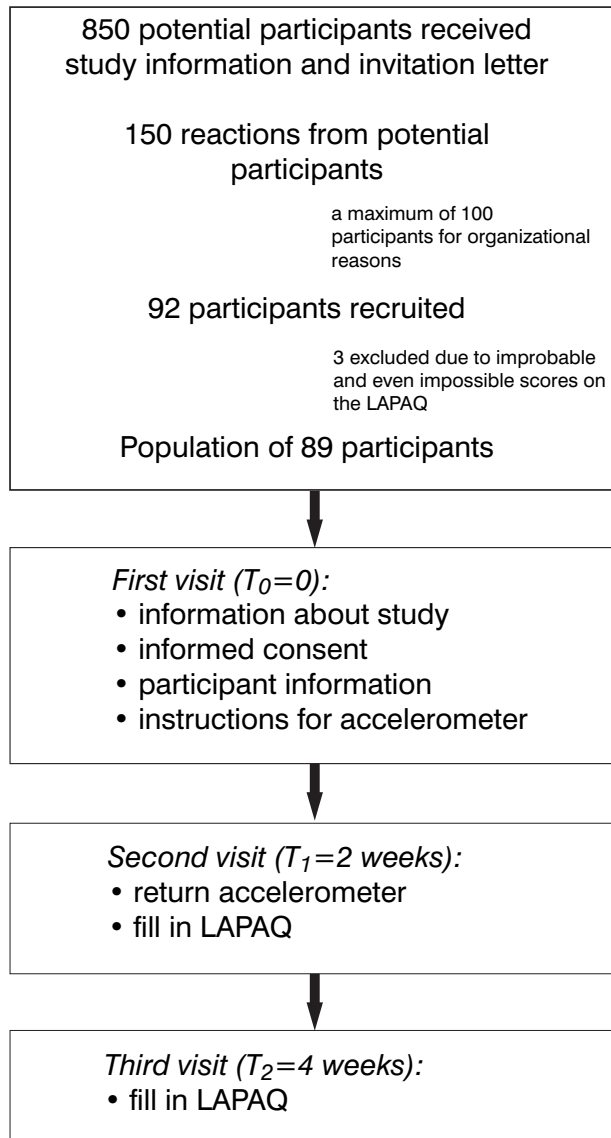 850 potential participants received
study information and invitation letter
150 reactions from potential
participants
a maximum of 100
participants for organizational
reasons
92 participants recruited
3 excluded due to improbable
and even impossible scores on
the LAPAQ
Population of 89 participants
First visit (T0=0):
• information about study
• informed consent
• participant information
• instructions for accelerometer
Second visit (T1=2 weeks):
• return accelerometer
• fill in LAPAQ
Third visit (T2=4 weeks):
• fill in LAPAQ